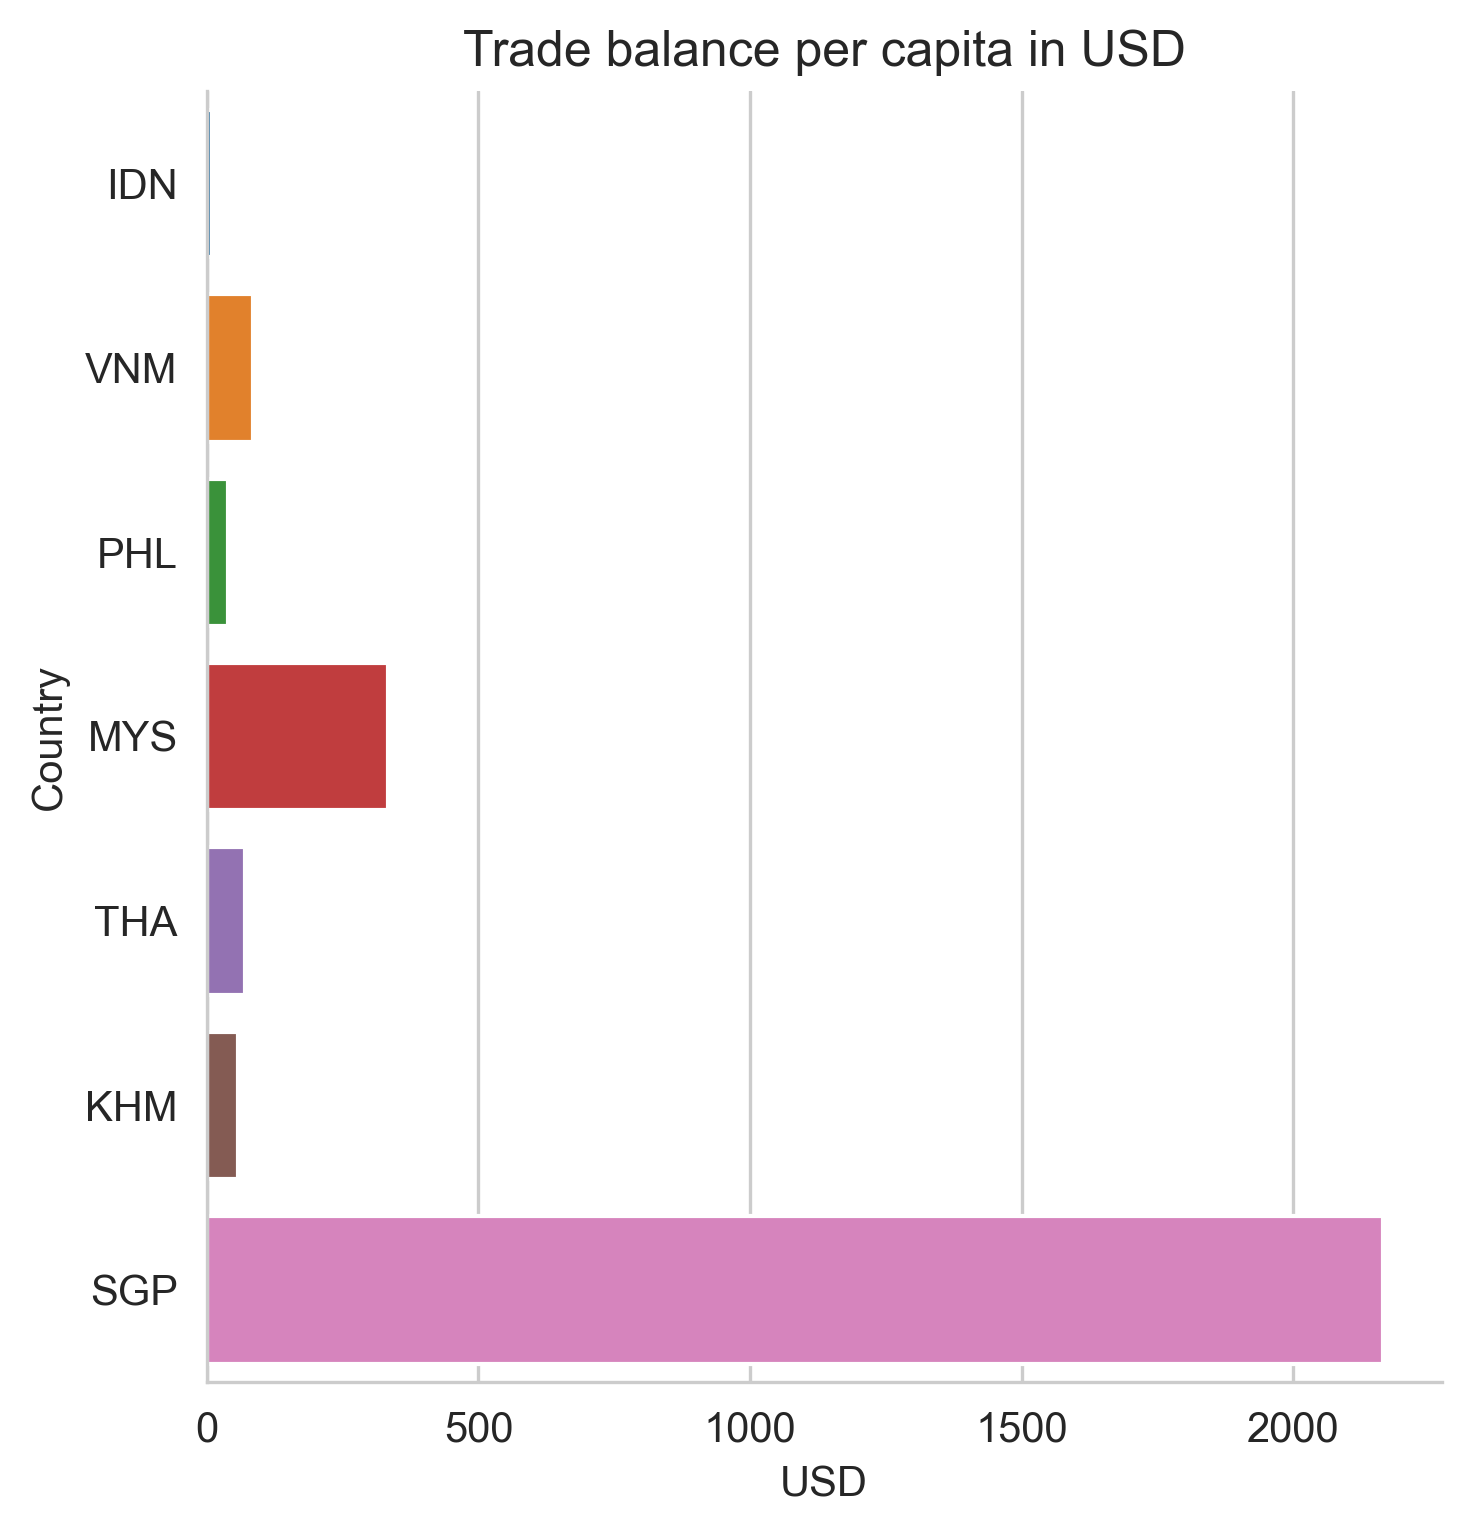 Trade balance per capita in USD
Country
IDN
VNM
PHL
MYS
THA
KHM
SGP
0 500 1000 1500 2000
USD